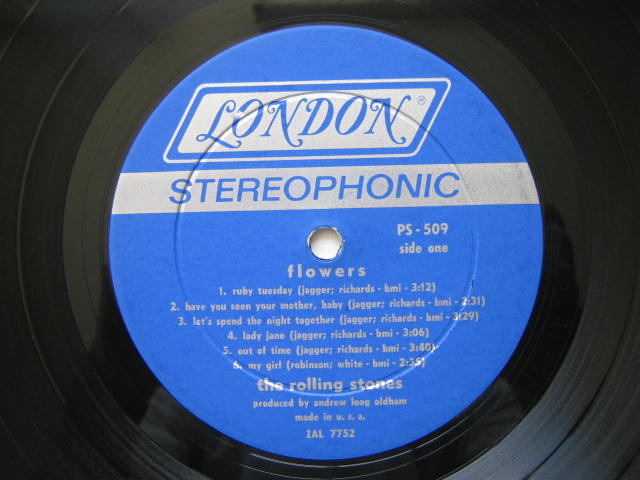 LONDON ®
STEREOPHONIC
PS - 509
side one
flowers
1. ruby tuesday (jagger; richards - bmi - 3:12)
2. have you seen your mother, baby (jagger; richards - bmi - 2:31)
3. let's spend the night together (jagger; richards - bmi - 3:29)
4. lady jane (jagger; richards - bmi - 3:06)
5. out of time (jagger; richards - bmi - 3:40)
6. my girl (robinson; white - bmi - 2:38)
the rolling stones
produced by andrew loog oldham
made in u. s. a.
ZAL 7752